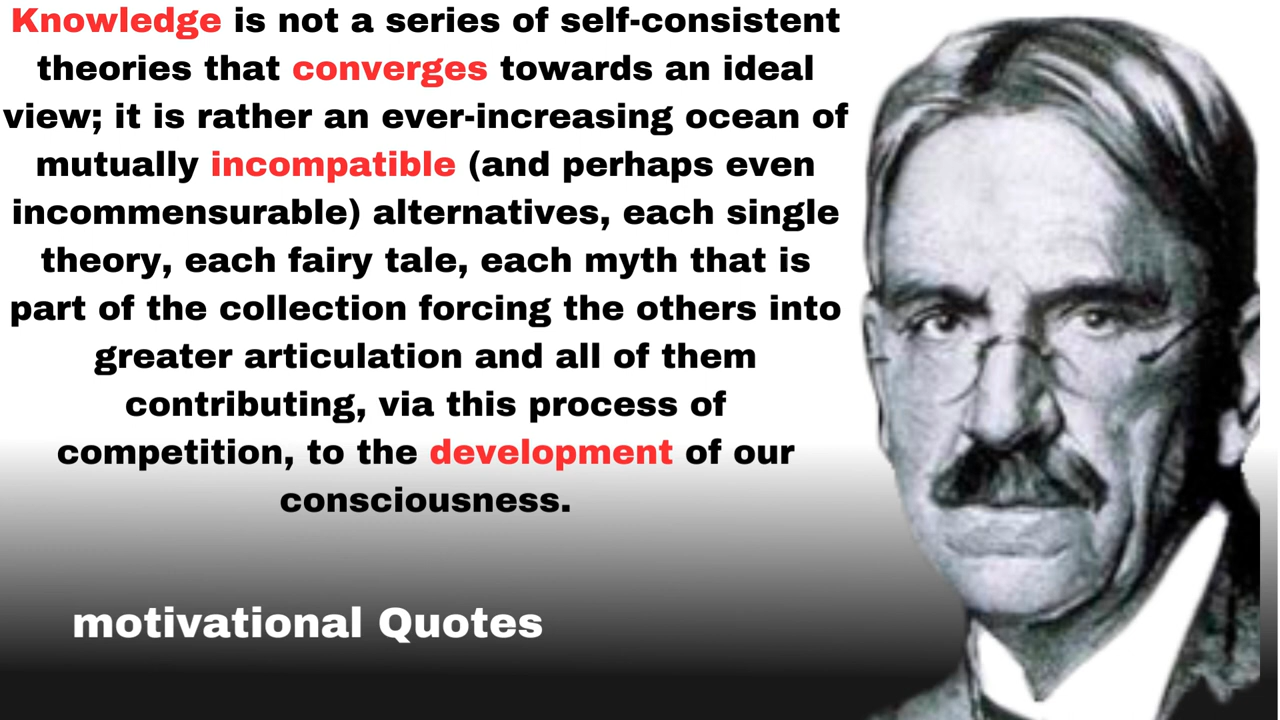 Knowledge is not a series of self-consistent
theories that converges towards an ideal
view; it is rather an ever-increasing ocean of
mutually incompatible (and perhaps even
incommensurable) alternatives, each single
theory, each fairy tale, each myth that is
part of the collection forcing the others into
greater articulation and all of them
contributing, via this process of
competition, to the development of our
consciousness.
motivational Quotes